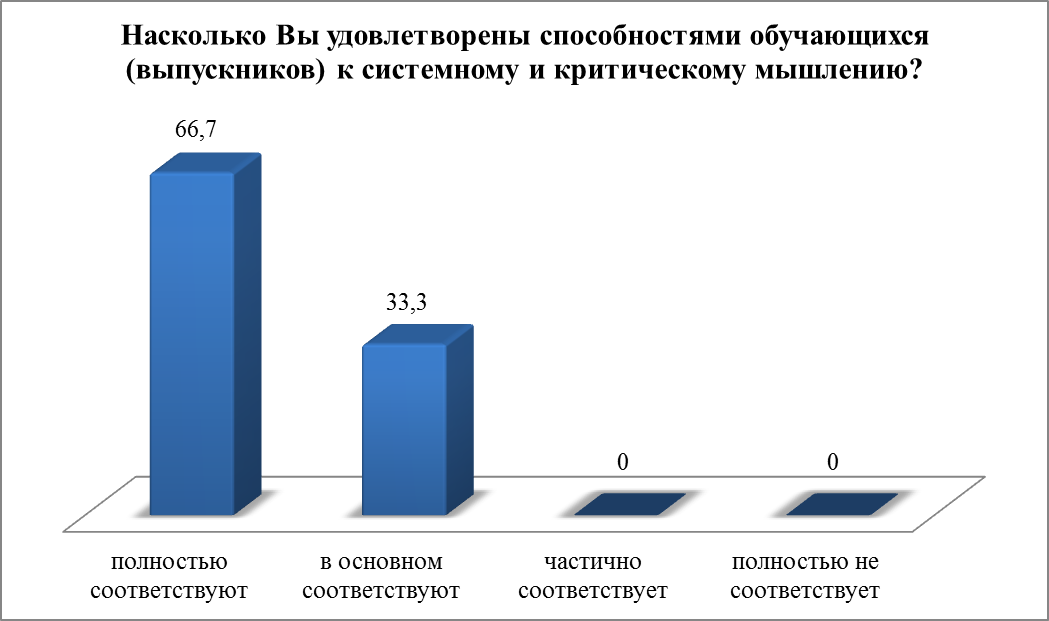 Насколько Вы удовлетворены способностями обучающихся
(выпускников) к системному и критическому мышлению?
66,7
33,3
0
0
полностью
соответствуют
в основном
соответствуют
частично
соответствует
полностью не
соответствует